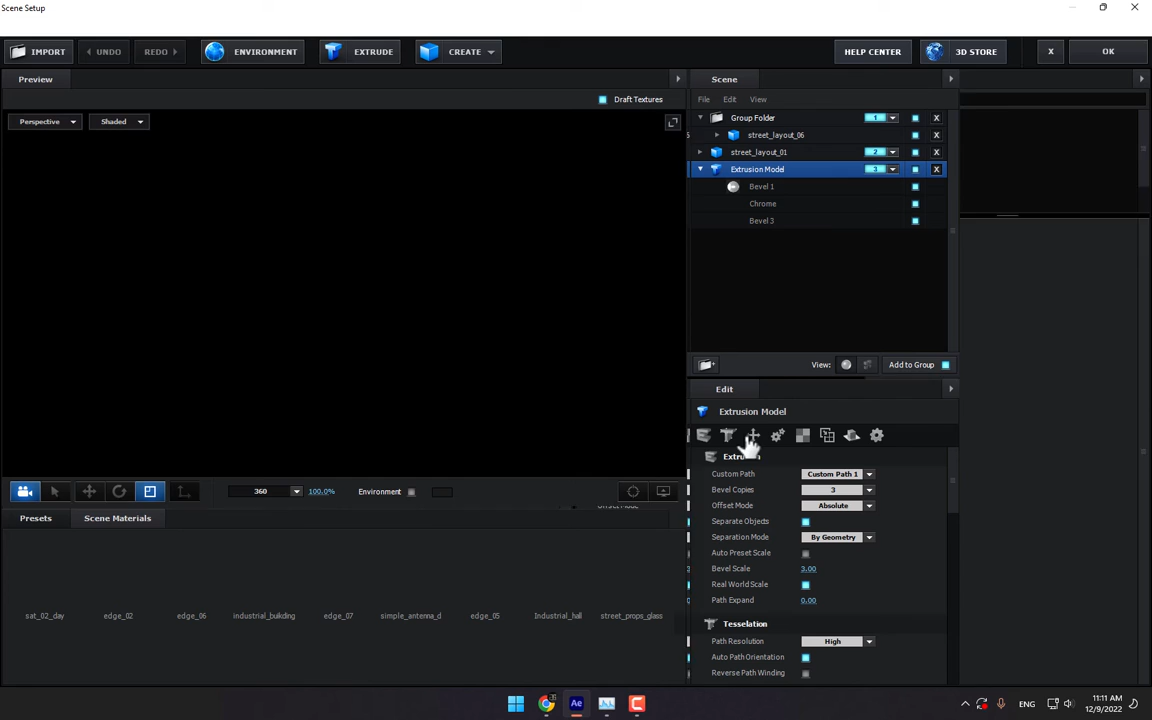 Scene Setup
IMPORT
UNDO
REDO
ENVIRONMENT
EXTRUDE
CREATE
HELP CENTER
3D STORE
X
OK
Preview
Scene
Draft Textures
File Edit View
Perspective
Shaded
Group Folder 1 X
street_layout_06 X
street_layout_01 2 X
Extrusion Model 3 X
Bevel 1
Chrome
Bevel 3
View:
Add to Group
Edit
Extrusion Model
Custom Path Custom Path 1
Bevel Copies 3
Offset Mode Absolute
Separate Objects
Separation Mode By Geometry
Auto Preset Scale
Bevel Scale 3.00
Real World Scale
Path Expand 0.00
Tesselation
Path Resolution High
Auto Path Orientation
Reverse Path Winding
360
100.0%
Environment
Presets
Scene Materials
sat_02_day
edge_02
edge_06
industrial_buikding
edge_07
simple_antenna_d
edge_05
Industrial_hall
street_props_glass
Ae
ENG
11:11 AM
12/9/2022